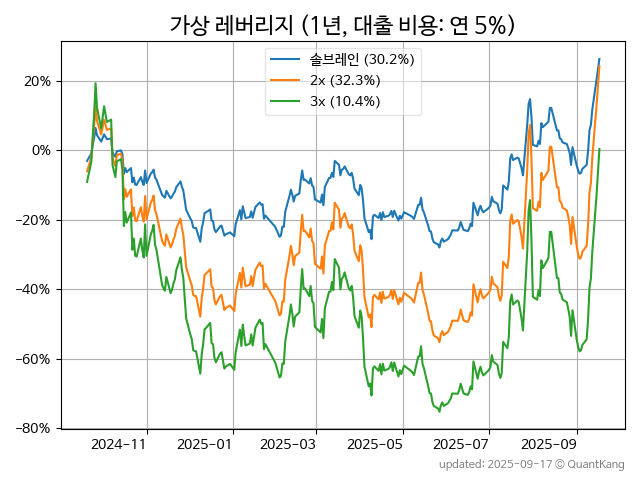 가상 레버리지 (1년, 대출 비용: 연 5%)
솔브레인 (30.2%)
2x (32.3%)
3x (10.4%)
20%
0%
−20%
−40%
−60%
−80%
2024-11
2025-01
2025-03
2025-05
2025-07
2025-09
updated: 2025-09-17 © QuantKang